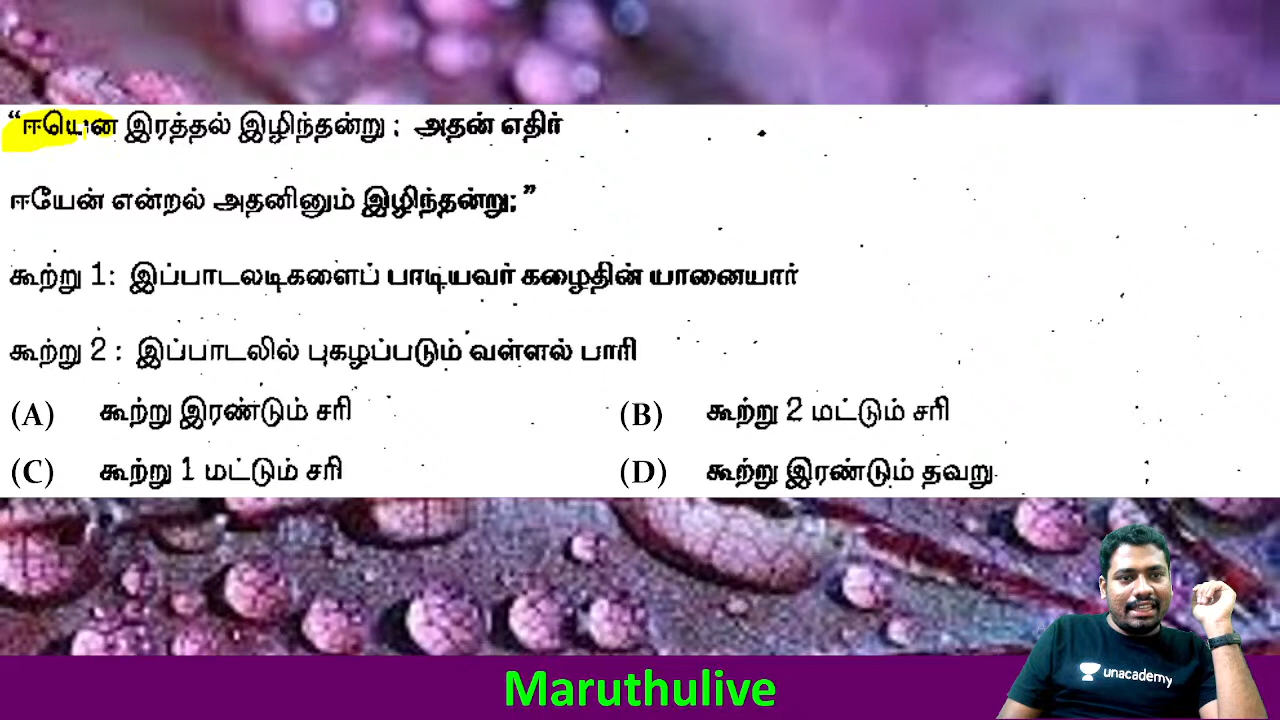 “ஈயென இரத்தல் இழிந்தன்று ; அதன் எதிர்
ஈயேன் என்றல் அதனினும் இழிந்தன்று; ”
கூற்று 1: இப்பாடலடிகளைப் பாடியவர் கழைதின் யானையார்
கூற்று 2 : இப்பாடலில் புகழப்படும் வள்ளல் பாரி
(A) கூற்று இரண்டும் சரி (B) கூற்று 2 மட்டும் சரி
(C) கூற்று 1 மட்டும் சரி (D) கூற்று இரண்டும் தவறு
unacademy
Maruthulive